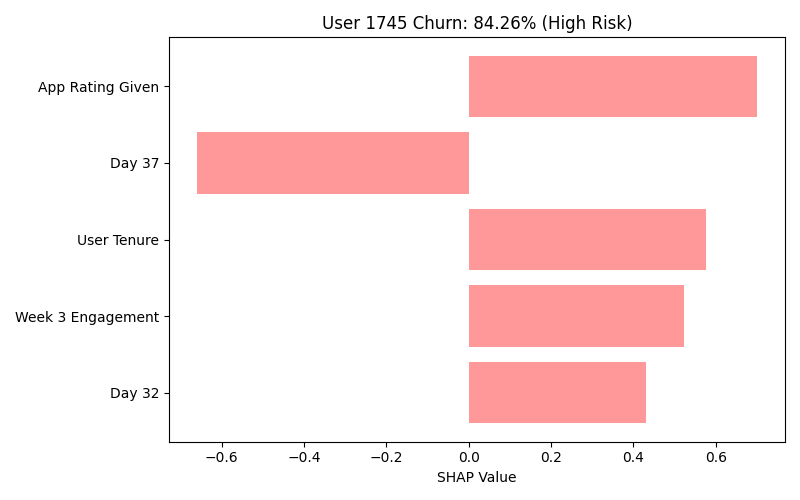 User 1745 Churn: 84.26% (High Risk)
App Rating Given
Day 37
User Tenure
Week 3 Engagement
Day 32
−0.6 −0.4 −0.2 0.0 0.2 0.4 0.6
SHAP Value